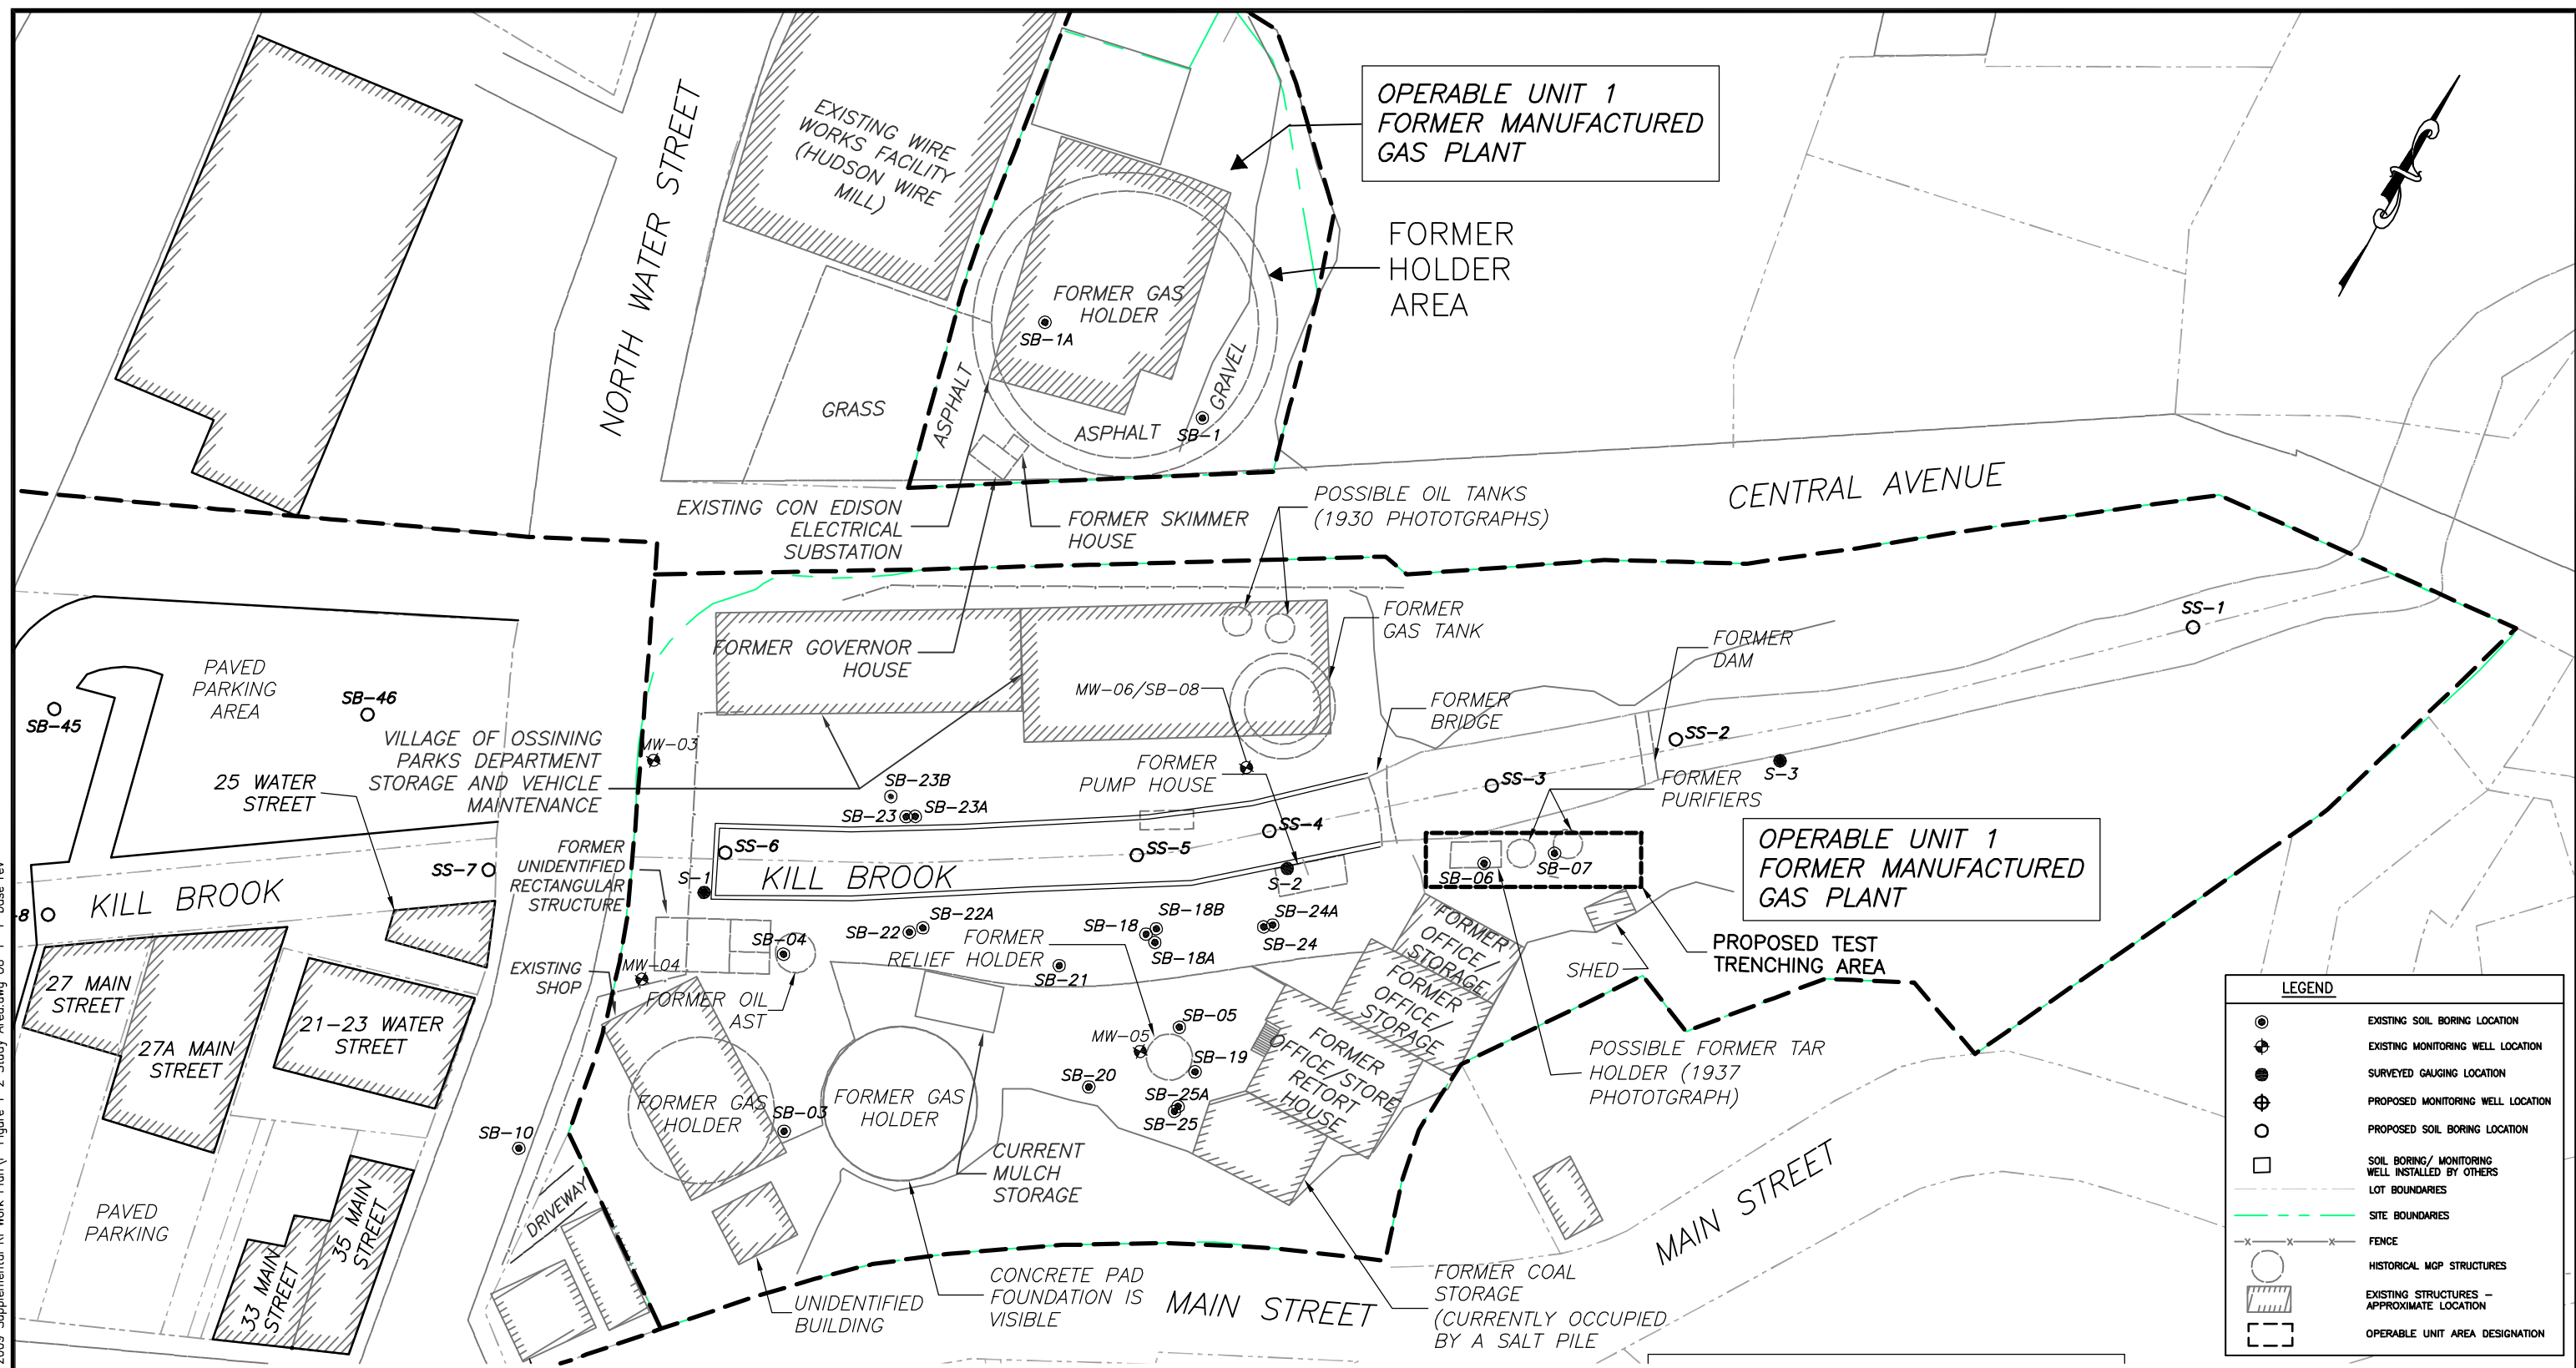 OPERABLE UNIT 1
FORMER MANUFACTURED
GAS PLANT
EXISTING WIRE
WORKS FACILITY
(HUDSON WIRE
MILL)
NORTH WATER STREET
FORMER
HOLDER
AREA
FORMER GAS
HOLDER
SB-1A
GRASS
ASPHALT
GRAVEL
ASPHALT
SB-1
CENTRAL AVENUE
EXISTING CON EDISON
ELECTRICAL
SUBSTATION
FORMER SKIMMER
HOUSE
POSSIBLE OIL TANKS
(1930 PHOTOTGRAPHS)
FORMER
GAS TANK
SS-1
FORMER GOVERNOR
HOUSE
FORMER
DAM
PAVED
PARKING
AREA
SB-45
SB-46
MW-06/SB-08
FORMER
BRIDGE
VILLAGE OF OSSINING
PARKS DEPARTMENT
STORAGE AND VEHICLE
MAINTENANCE
MW-03
SS-2
25 WATER
STREET
FORMER
PUMP HOUSE
SS-3
FORMER
PURIFIERS
S-3
SB-23B
SB-23
SB-23A
SS-4
FORMER
UNIDENTIFIED
RECTANGULAR
STRUCTURE
SS-6
SS-5
OPERABLE UNIT 1
FORMER MANUFACTURED
GAS PLANT
SS-7
S-1
KILL BROOK
S-2
SB-06
SB-07
KILL BROOK
-8
SB-22A
SB-22
SB-18B
SB-18
SB-18A
SB-24A
SB-24
FORMER
RELIEF HOLDER
SB-21
SB-04
FORMER
OFFICE/
STORAGE
PROPOSED TEST
TRENCHING AREA
SHED
EXISTING
SHOP
MW-04
FORMER OIL
AST
FORMER
OFFICE/
STORAGE
27 MAIN
STREET
27A MAIN
STREET
21-23 WATER
STREET
SB-05
MW-05
SB-19
SB-20
SB-25A
SB-25
FORMER
OFFICE/STORE
RETORT
HOUSE
POSSIBLE FORMER TAR
HOLDER (1937
PHOTOTGRAPH)
FORMER GAS
HOLDER
SB-03
FORMER GAS
HOLDER
SB-10
CURRENT
MULCH
STORAGE
DRIVEWAY
PAVED
PARKING
33 MAIN
STREET
35 MAIN
STREET
UNIDENTIFIED
BUILDING
CONCRETE PAD
FOUNDATION IS
VISIBLE
MAIN STREET
FORMER COAL
STORAGE
(CURRENTLY OCCUPIED
BY A SALT PILE
MAIN STREET
LEGEND
EXISTING SOIL BORING LOCATION
EXISTING MONITORING WELL LOCATION
SURVEYED GAUGING LOCATION
PROPOSED MONITORING WELL LOCATION
PROPOSED SOIL BORING LOCATION
SOIL BORING/ MONITORING
WELL INSTALLED BY OTHERS
LOT BOUNDARIES
SITE BOUNDARIES
FENCE
HISTORICAL MGP STRUCTURES
EXISTING STRUCTURES –
APPROXIMATE LOCATION
OPERABLE UNIT AREA DESIGNATION